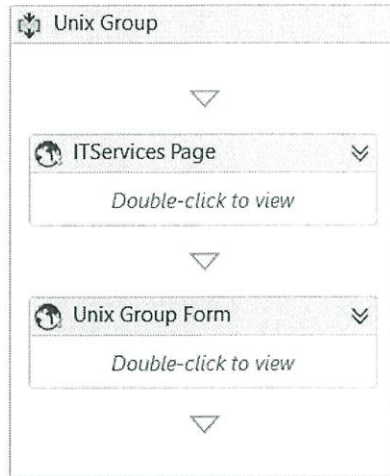 Unix Group
ITServices Page
Double-click to view
Unix Group Form
Double-click to view